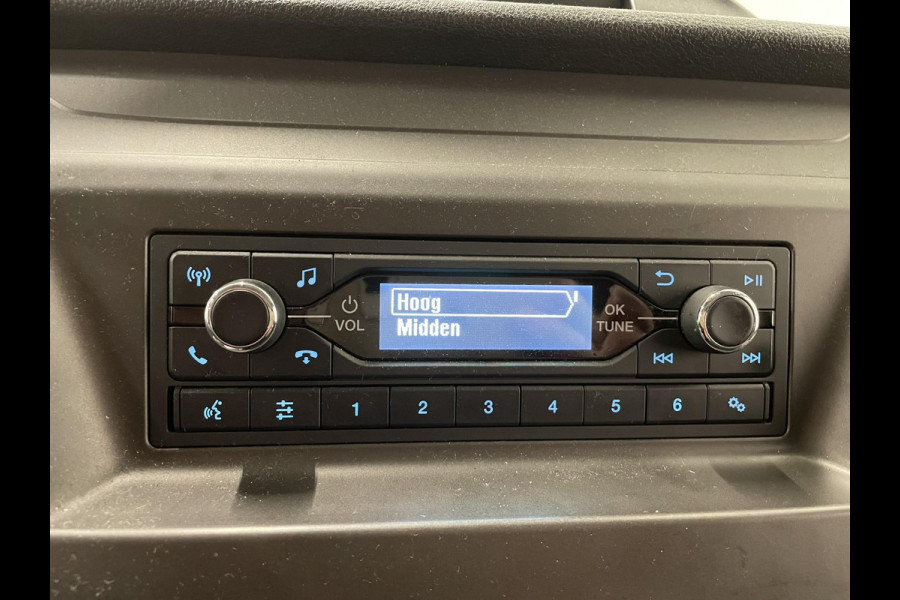 Hoog
Midden
VOL
OK
TUNE
1 2 3 4 5 6